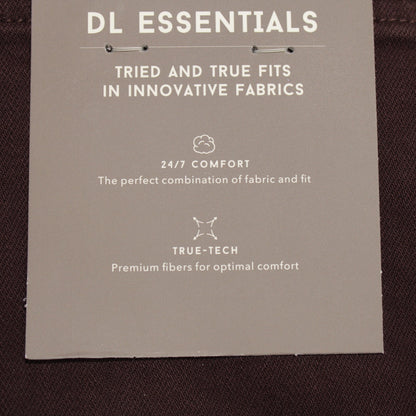 DL ESSENTIALS
TRIED AND TRUE FITS
IN INNOVATIVE FABRICS
24/7 COMFORT
The perfect combination of fabric and fit
TRUE-TECH
Premium fibers for optimal comfort